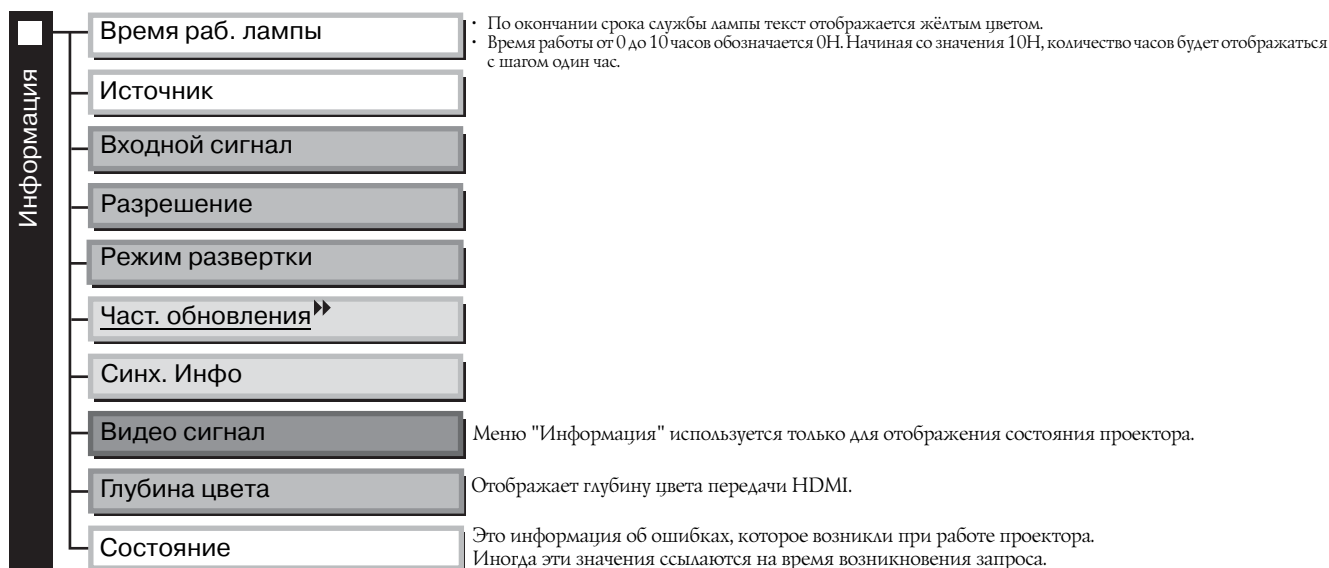 Информация
Время раб. лампы
· По окончании срока службы лампы текст отображается жёлтым цветом.
· Время работы от 0 до 10 часов обозначается 0H. Начиная со значения 10H, количество часов будет отображаться
с шагом один час.
Источник
Входной сигнал
Разрешение
Режим развертки
Част. обновления
Синх. Инфо
Видео сигнал
Меню "Информация" используется только для отображения состояния проектора.
Глубина цвета
Отображает глубину цвета передачи HDMI.
Состояние
Это информация об ошибках, которое возникли при работе проектора.
Иногда эти значения ссылаются на время возникновения запроса.